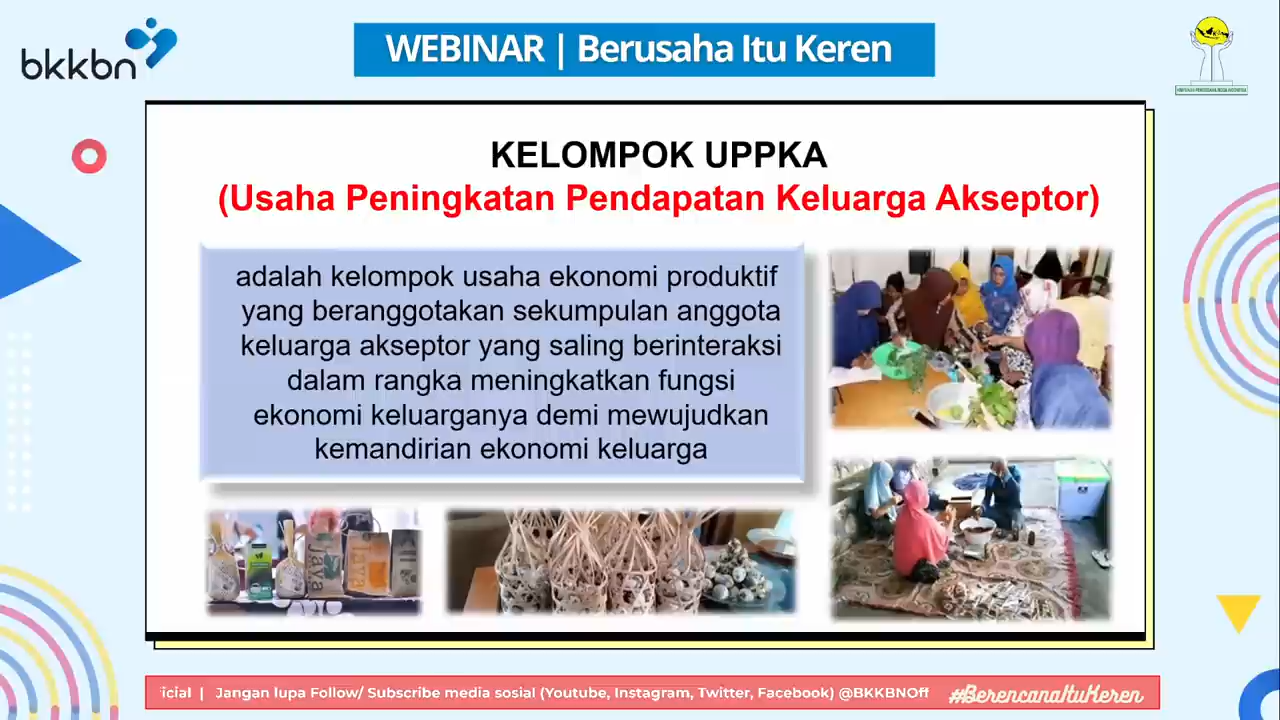 bkkbn
WEBINAR | Berusaha Itu Keren
KELOMPOK UPPKA
(Usaha Peningkatan Pendapatan Keluarga Akseptor)
adalah kelompok usaha ekonomi produktif
yang beranggotakan sekumpulan anggota
keluarga akseptor yang saling berinteraksi
dalam rangka meningkatkan fungsi
ekonomi keluarganya demi mewujudkan
kemandirian ekonomi keluarga
icial | Jangan lupa Follow/ Subscribe media sosial (Youtube, Instagram, Twitter, Facebook) @BKKBNOff
#BerencanaItuKeren